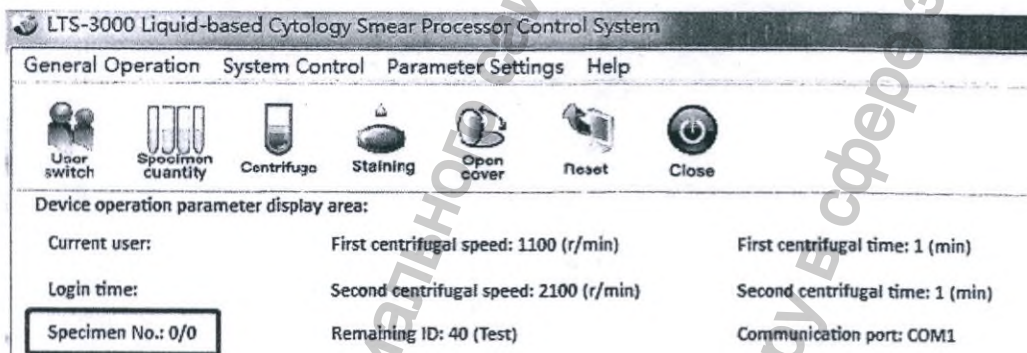 LTS-3000 Liquid-based Cytology Smear Processor Control System
General Operation System Control Parameter Settings Help
User switch
Specimen cuantity
Centrifuge
Staining
Open cover
Reset
Close
Device operation parameter display area:
Current user: First centrifugal speed: 1100 (r/min) First centrifugal time: 1 (min)
Login time: Second centrifugal speed: 2100 (r/min) Second centrifugal time: 1 (min)
Specimen No.: 0/0 Remaining ID: 40 (Test) Communication port: COM1
в сфере